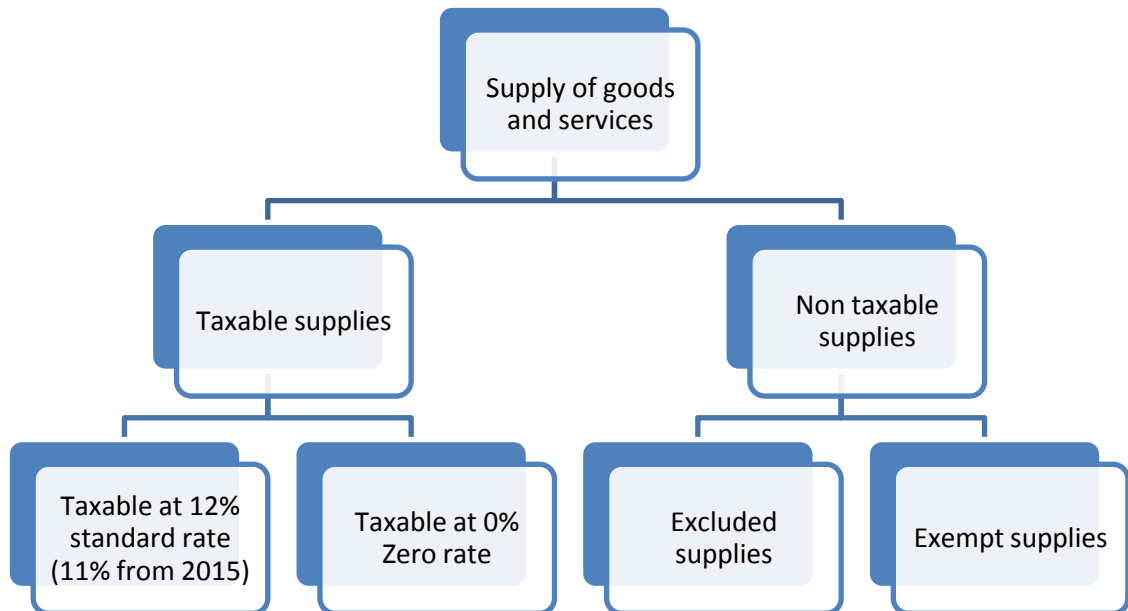 Supply of goods
and services
Taxable supplies
Non taxable
supplies
Taxable at 12%
standard rate
(11% from 2015)
Taxable at 0%
Zero rate
Excluded
supplies
Exempt supplies